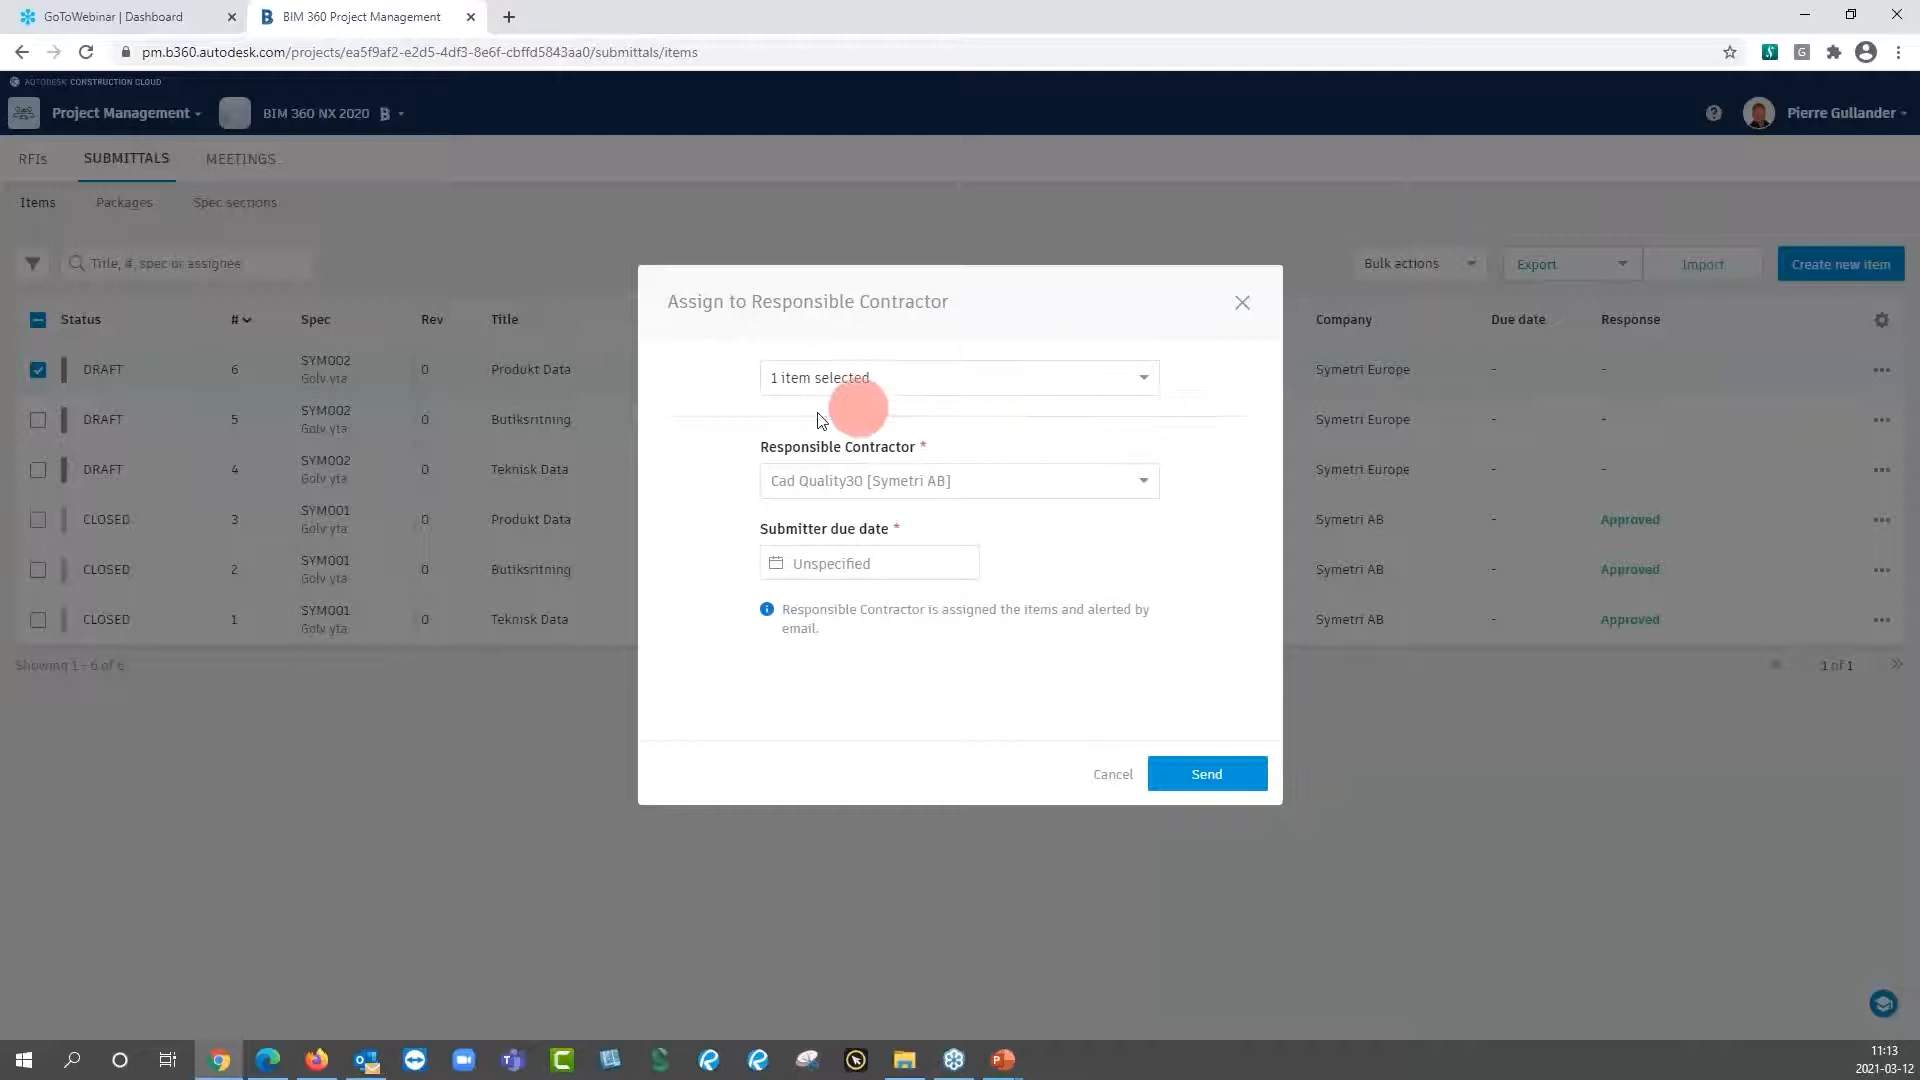 GoToWebinar | Dashboard
BIM 360 Project Management
pm.b360.autodesk.com/projects/ea5f9af2-e2d5-4df3-8e6f-cbffd5843aa0/submittals/items
AUTODESK CONSTRUCTION CLOUD
Project Management
BIM 360 NX 2020
Pierre Gullander
RFIs
SUBMITTALS
MEETINGS
Items
Packages
Spec sections
Title, #, spec or assignee
Bulk actions
Export
Import
Create new item
Status # Spec Rev Title Company Due date Response
DRAFT 6 SYM002 Golv yta 0 Produkt Data Symetri Europe - -
DRAFT 5 SYM002 Golv yta 0 Butiksritning Symetri Europe - -
DRAFT 4 SYM002 Golv yta 0 Teknisk Data Symetri Europe - -
CLOSED 3 SYM001 Golv yta 0 Produkt Data Symetri AB - Approved
CLOSED 2 SYM001 Golv yta 0 Butiksritning Symetri AB - Approved
CLOSED 1 SYM001 Golv yta 0 Teknisk Data Symetri AB - Approved
Showing 1 - 6 of 6
1 of 1
Assign to Responsible Contractor
1 item selected
Responsible Contractor *
Cad Quality30 [Symetri AB]
Submitter due date *
Unspecified
Responsible Contractor is assigned the items and alerted by
email.
Cancel
Send
11:13
2021-03-12